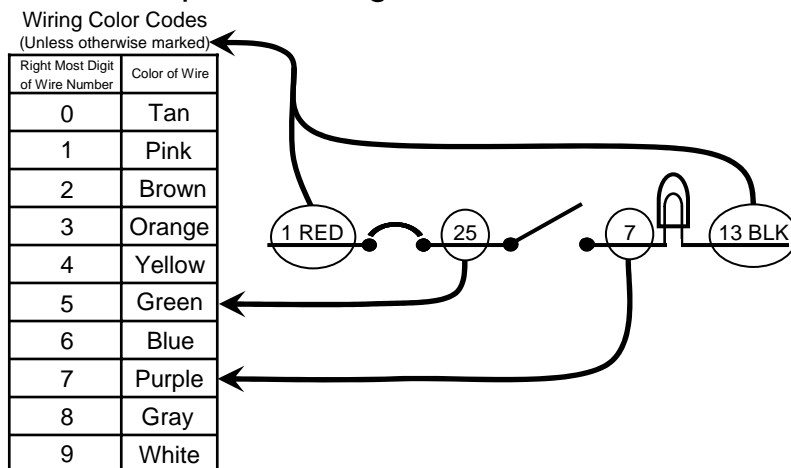 Wiring Color Codes
(Unless otherwise marked)
Right Most Digit
of Wire Number
Color of Wire
0 Tan
1 Pink
2 Brown
3 Orange
4 Yellow
5 Green
6 Blue
7 Purple
8 Gray
9 White
1 RED
25
7
13 BLK